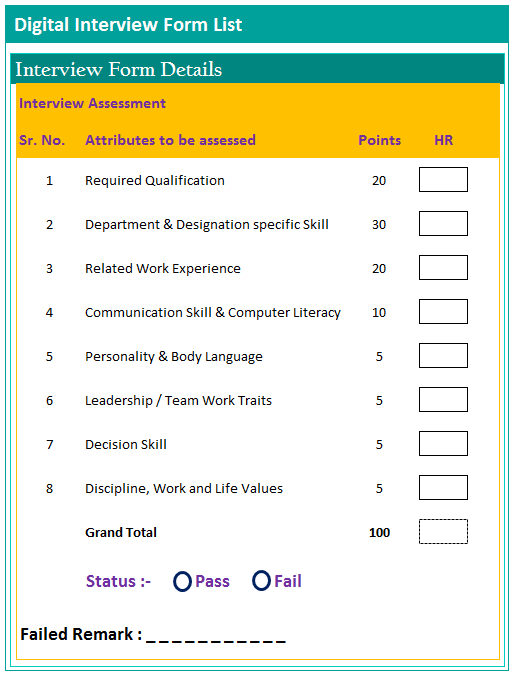 Digital Interview Form List
Interview Form Details
Interview Assessment
Sr. No. Attributes to be assessed Points HR
1 Required Qualification 20
2 Department & Designation specific Skill 30
3 Related Work Experience 20
4 Communication Skill & Computer Literacy 10
5 Personality & Body Language 5
6 Leadership / Team Work Traits 5
7 Decision Skill 5
8 Discipline, Work and Life Values 5
Grand Total 100
Status :- Pass Fail
Failed Remark : _ _ _ _ _ _ _ _ _ _ _